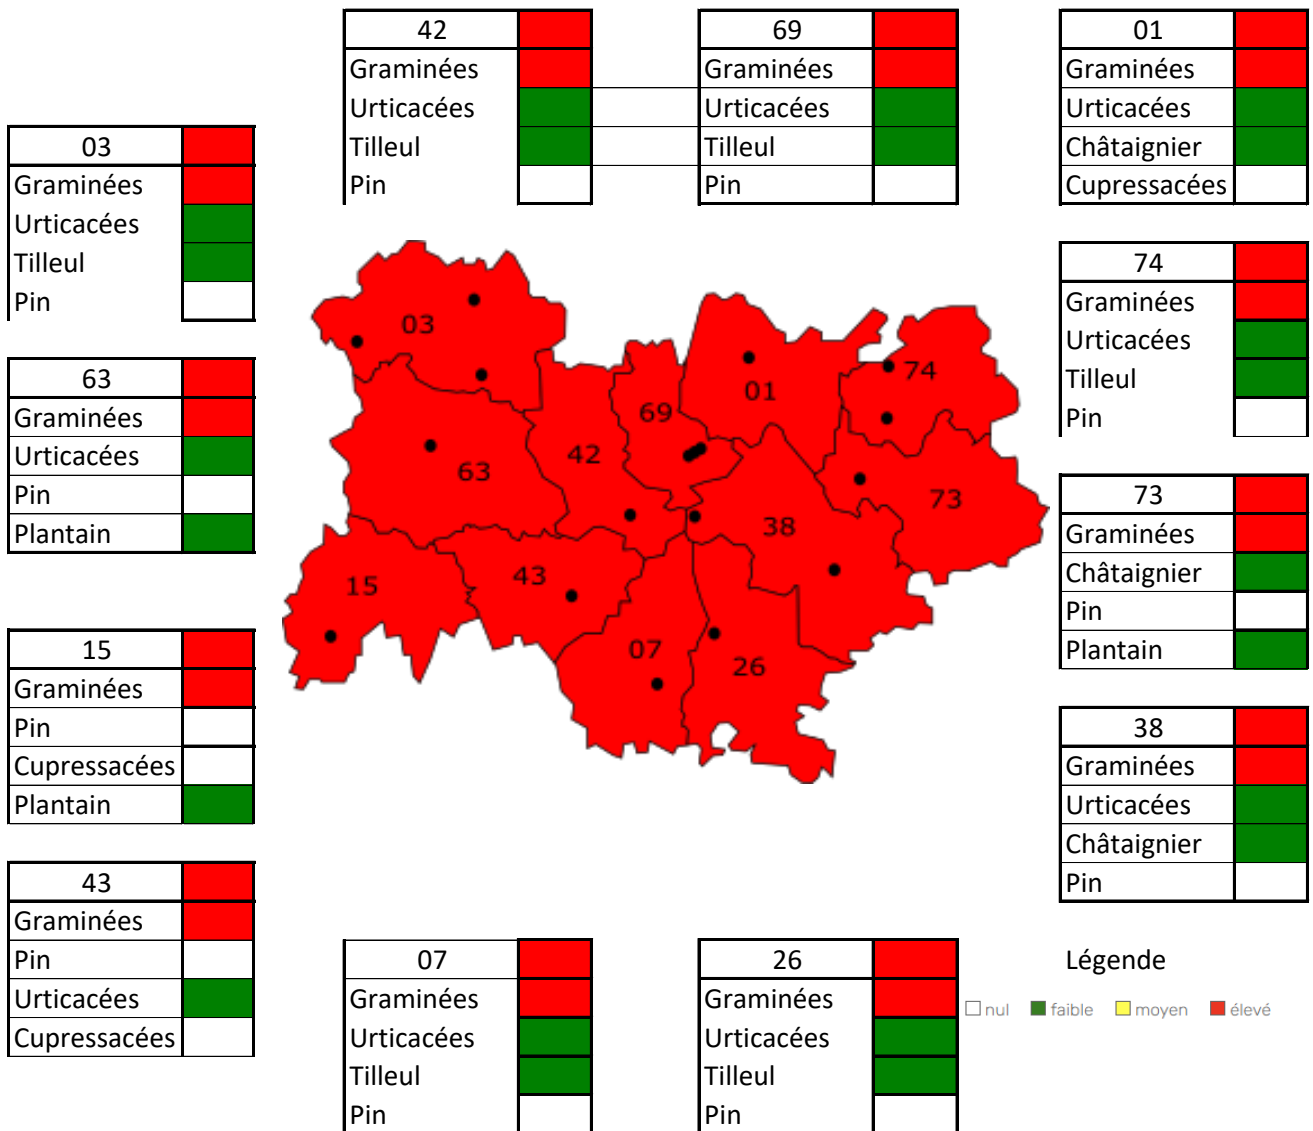 42
Graminées
Urticacées
Tilleul
Pin
69
Graminées
Urticacées
Tilleul
Pin
01
Graminées
Urticacées
Châtaignier
Cupressacées
03
Graminées
Urticacées
Tilleul
Pin
63
Graminées
Urticacées
Pin
Plantain
15
Graminées
Pin
Cupressacées
Plantain
43
Graminées
Pin
Urticacées
Cupressacées
03
63
42
69
01
74
73
38
15
43
07
26
74
Graminées
Urticacées
Tilleul
Pin
73
Graminées
Châtaignier
Pin
Plantain
38
Graminées
Urticacées
Châtaignier
Pin
07
Graminées
Urticacées
Tilleul
Pin
26
Graminées
Urticacées
Tilleul
Pin
Légende
nul faible moyen élevé